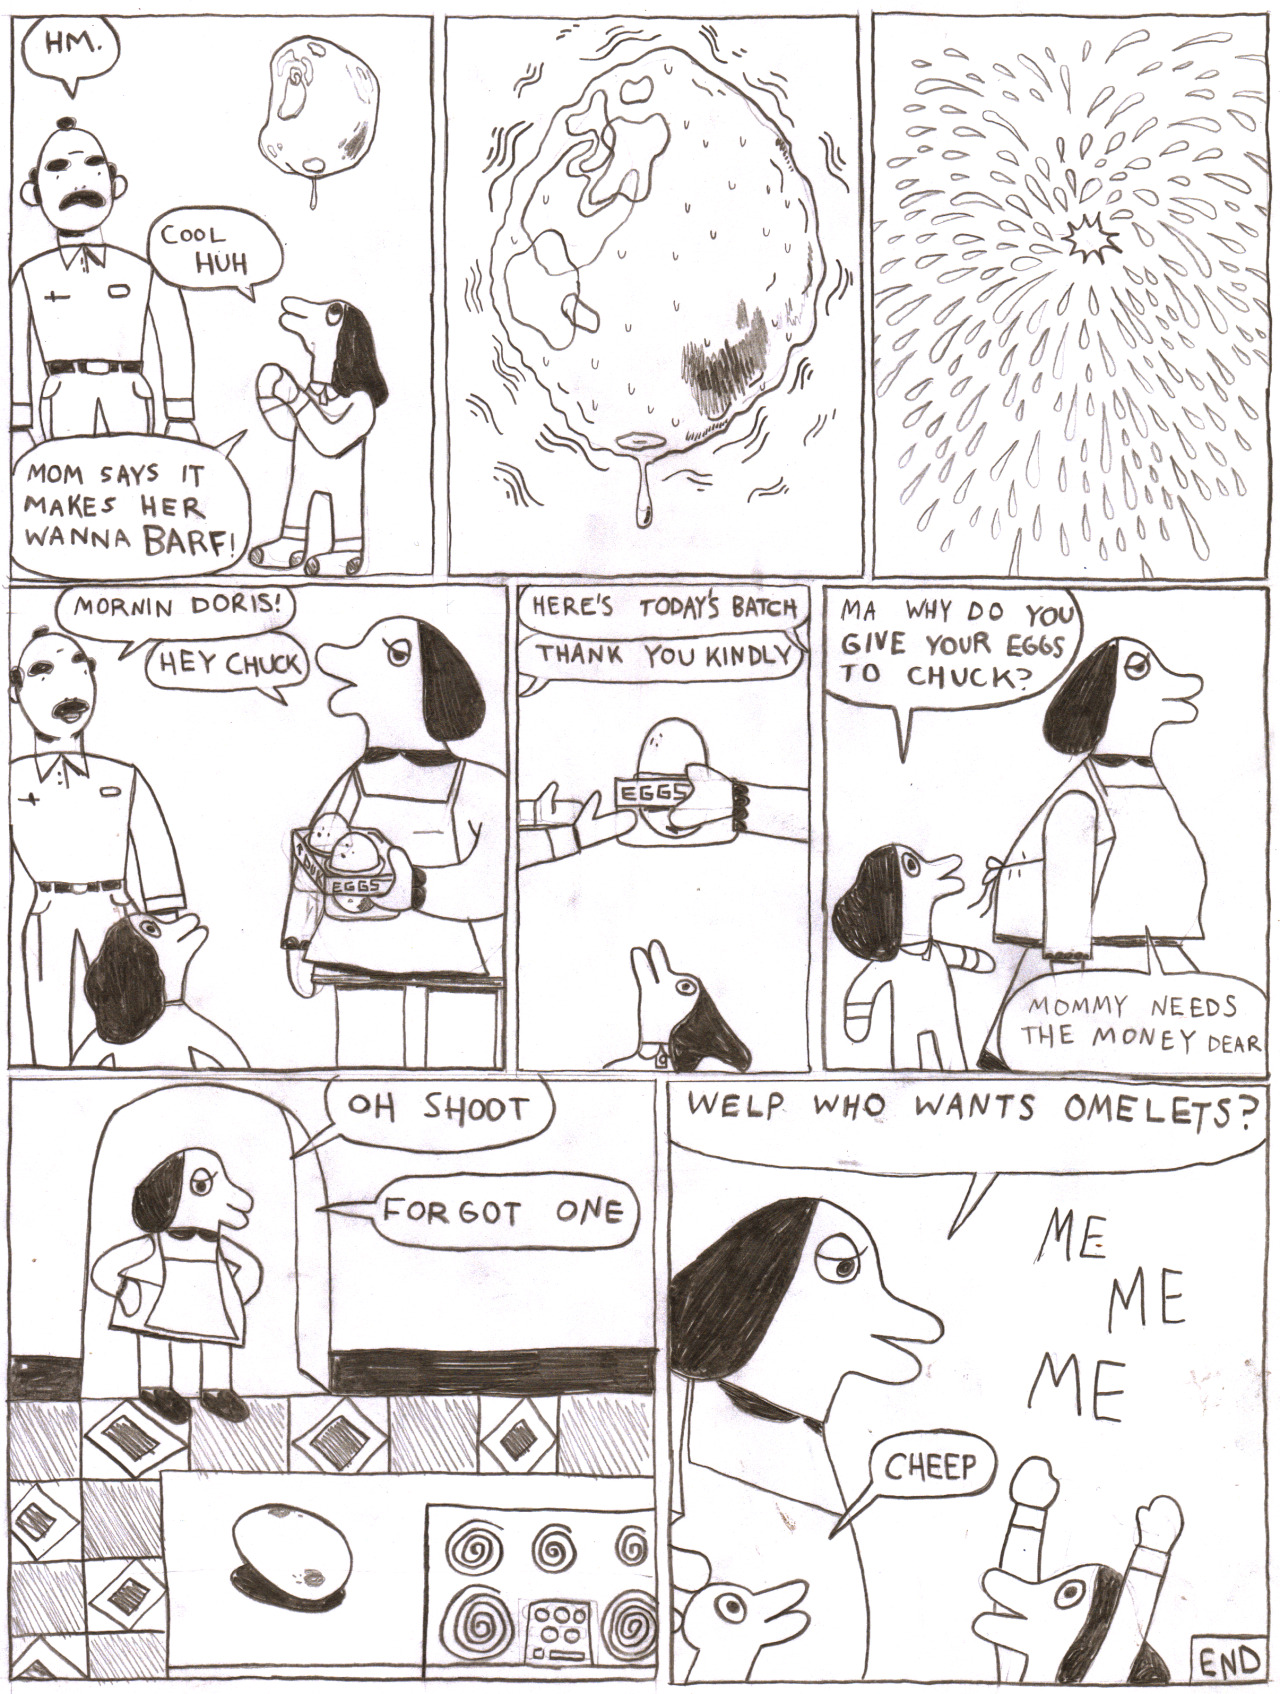 HM.
COOL
HUH
MOM SAYS IT
MAKES HER
WANNA BARF!
MORNIN DORIS!
HEY CHUCK
EGGS
HERE'S TODAY'S BATCH
THANK YOU KINDLY
EGGS
MA WHY DO YOU
GIVE YOUR EGGS
TO CHUCK?
MOMMY NEEDS
THE MONEY DEAR
OH SHOOT
FORGOT ONE
WELP WHO WANTS OMELETS?
ME
ME
ME
CHEEP
END